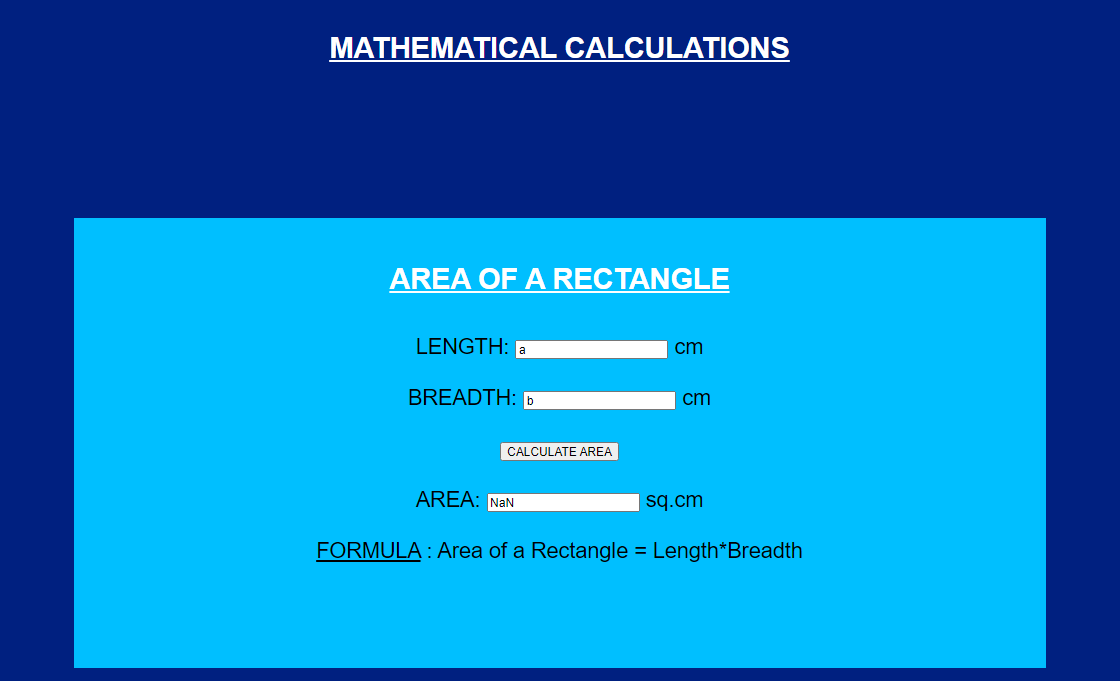 MATHEMATICAL CALCULATIONS
AREA OF A RECTANGLE
LENGTH: a cm
BREADTH: b cm
CALCULATE AREA
AREA: NaN sq.cm
FORMULA : Area of a Rectangle = Length*Breadth